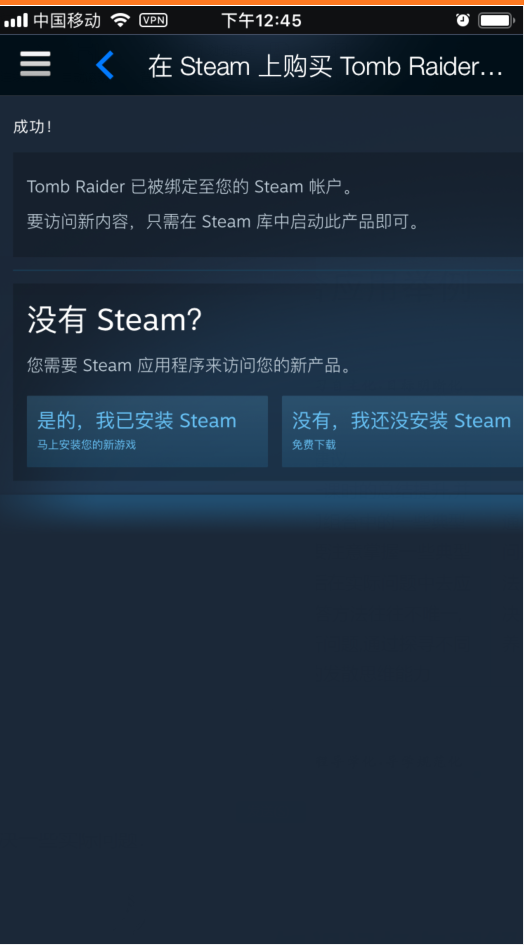 中国移动 VPN 下午12:45
在 Steam 上购买 Tomb Raider...
成功！
Tomb Raider 已被绑定至您的 Steam 帐户。
要访问新内容，只需在 Steam 库中启动此产品即可。
没有 Steam？
您需要 Steam 应用程序来访问您的新产品。
是的，我已安装 Steam
马上安装您的新游戏
没有，我还没安装 Steam
免费下载